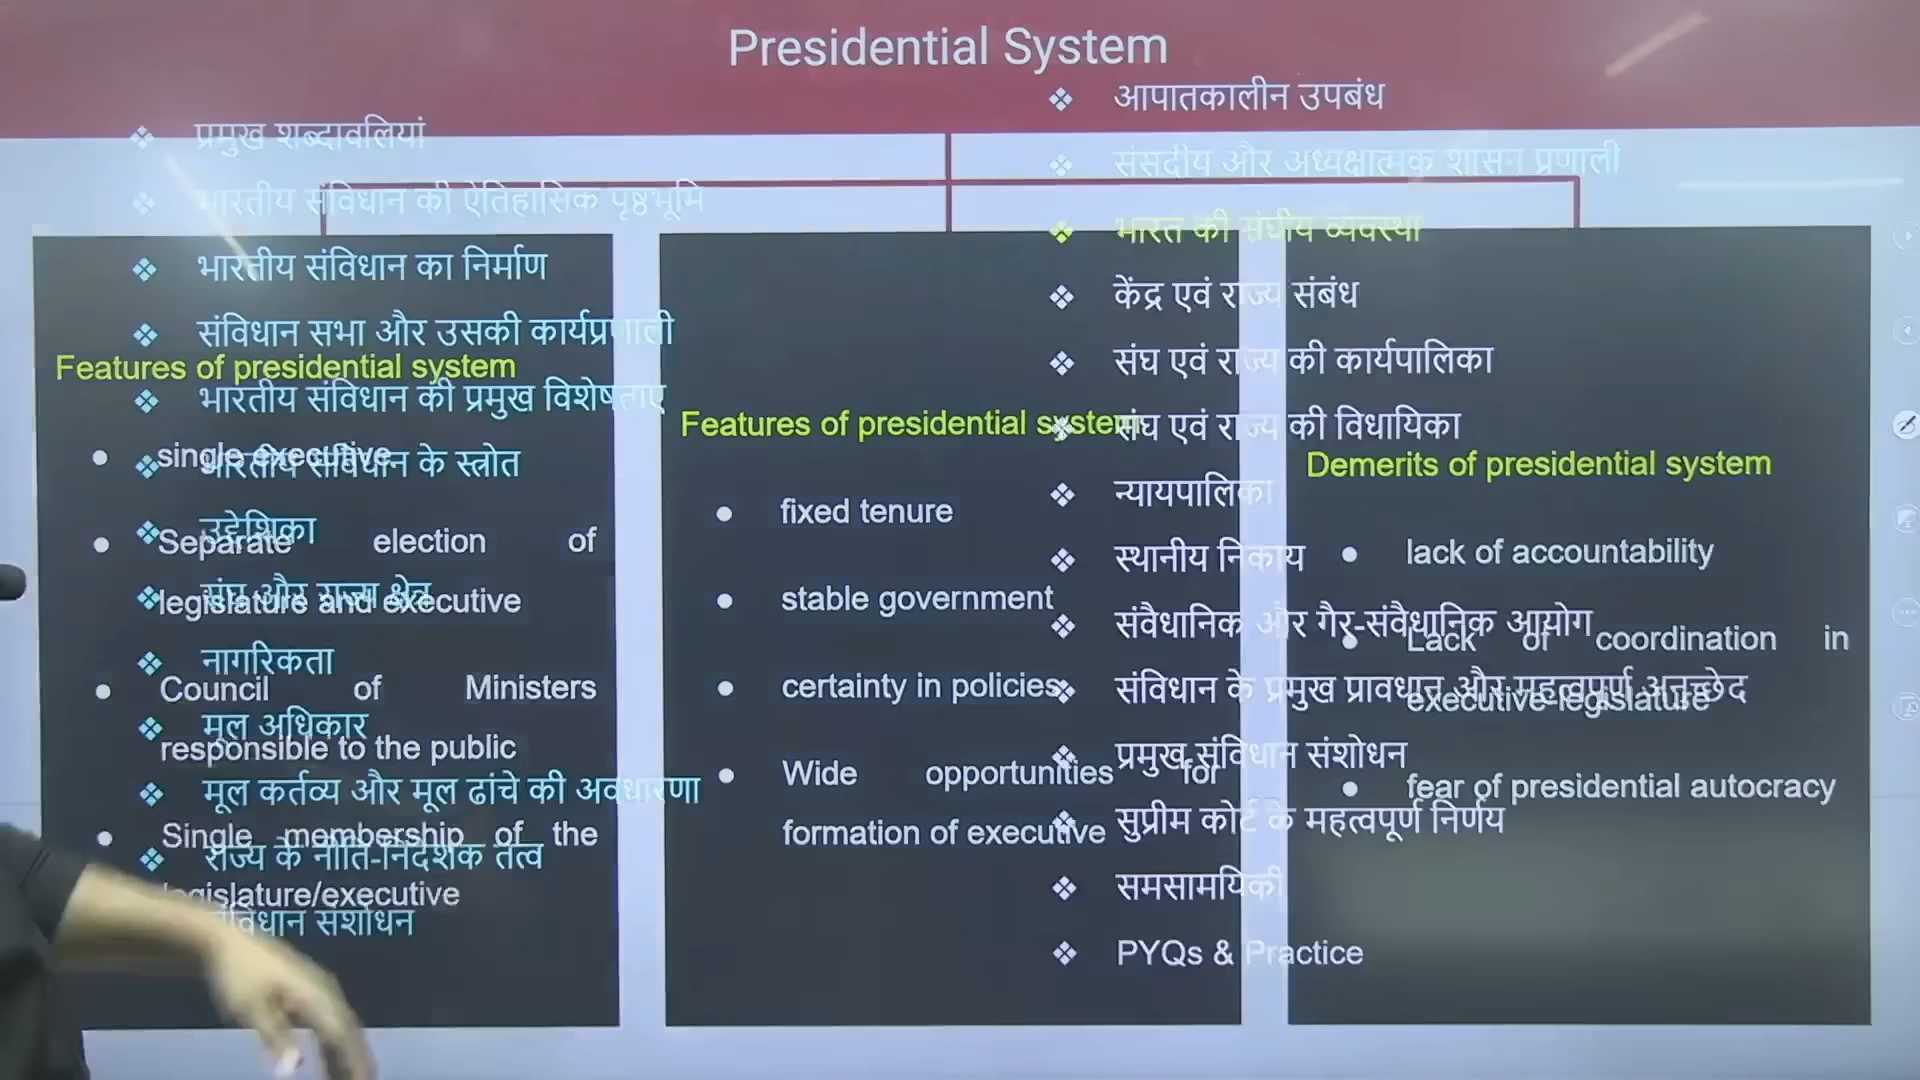 Presidential System
प्रमुख शब्दावलियां
भारतीय संविधान की ऐतिहासिक पृष्ठभूमि
भारतीय संविधान का निर्माण
संविधान सभा और उसकी कार्यप्रणाली
भारतीय संविधान की प्रमुख विशेषताएं
भारतीय संविधान के स्त्रोत
उद्देशिका
संघ और राज्य क्षेत्र
नागरिकता
मूल अधिकार
मूल कर्तव्य और मूल ढांचे की अवधारणा
राज्य के नीति-निदेशक तत्व
संविधान संशोधन
आपातकालीन उपबंध
संसदीय और अध्यक्षात्मक शासन प्रणाली
भारत की संघीय व्यवस्था
केंद्र एवं राज्य संबंध
संघ एवं राज्य की कार्यपालिका
संघ एवं राज्य की विधायिका
न्यायपालिका
स्थानीय निकाय
संवैधानिक और गैर-संवैधानिक आयोग
संविधान के प्रमुख प्रावधान और महत्वपूर्ण अनुच्छेद
प्रमुख संविधान संशोधन
सुप्रीम कोर्ट के महत्वपूर्ण निर्णय
समसामयिकी
PYQs & Practice
Features of presidential system
single executive
Separate election of
legislature and executive
Council of Ministers
responsible to the public
Single membership of the
legislature/executive
Features of presidential system
fixed tenure
stable government
certainty in policies
Wide opportunities for
formation of executive
Demerits of presidential system
lack of accountability
Lack of coordination in
executive-legislature
fear of presidential autocracy